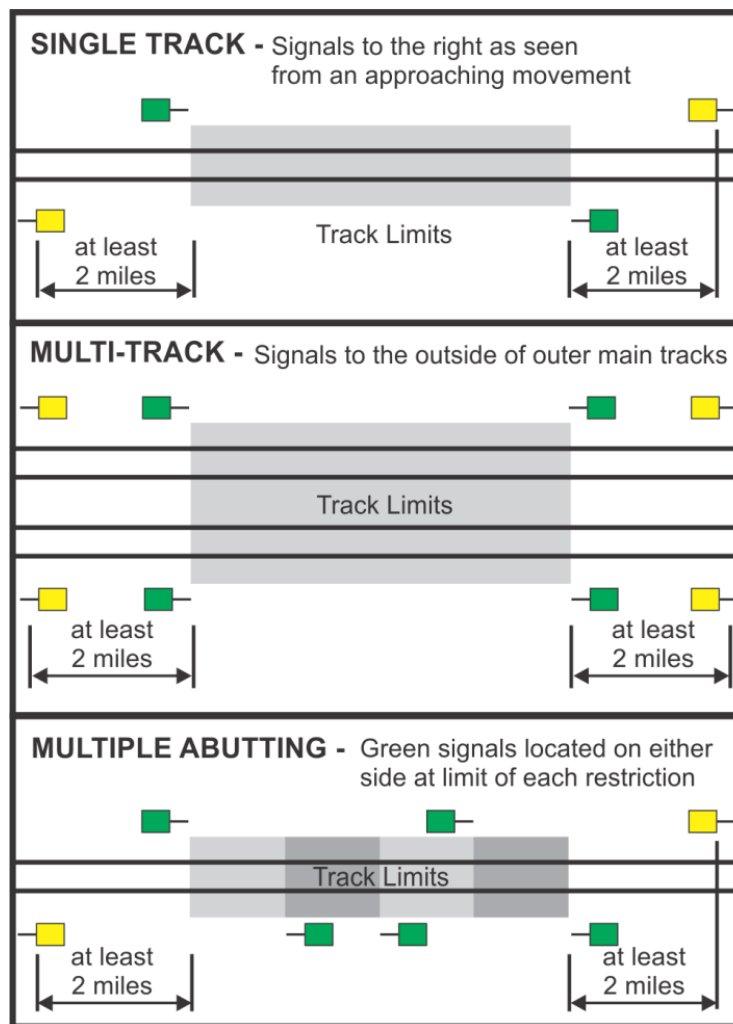 SINGLE TRACK - Signals to the right as seen
from an approaching movement
Track Limits
at least
2 miles
at least
2 miles
MULTI-TRACK - Signals to the outside of outer main tracks
Track Limits
at least
2 miles
at least
2 miles
MULTIPLE ABUTTING - Green signals located on either
side at limit of each restriction
Track Limits
at least
2 miles
at least
2 miles